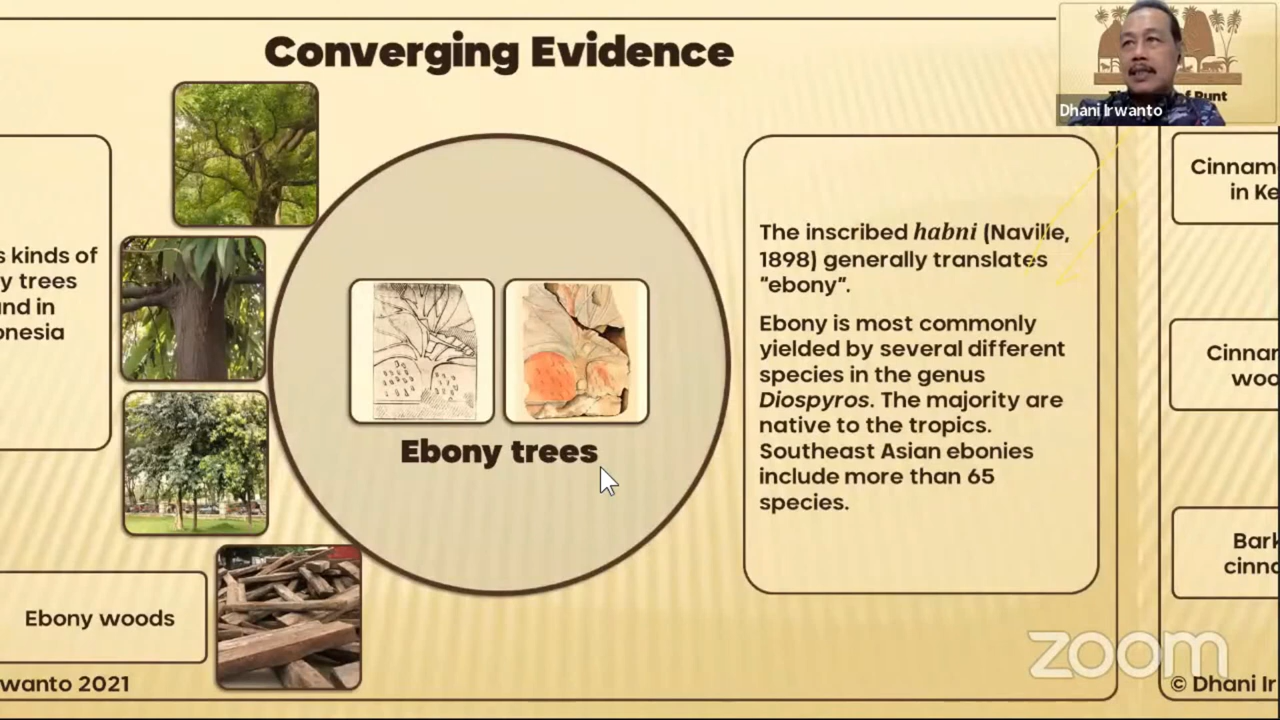 Converging Evidence
Dhani Irwanto
s kinds of
y trees
nd in
onesia
The inscribed habni (Naville,
1898) generally translates
"ebony".
Ebony is most commonly
yielded by several different
species in the genus
Diospyros. The majority are
native to the tropics.
Southeast Asian ebonies
include more than 65
species.
Ebony trees
Ebony woods
wanto 2021
Cinnam
in Ke
Cinnar
woo
Bark
cinna
zoom
© Dhani Ir